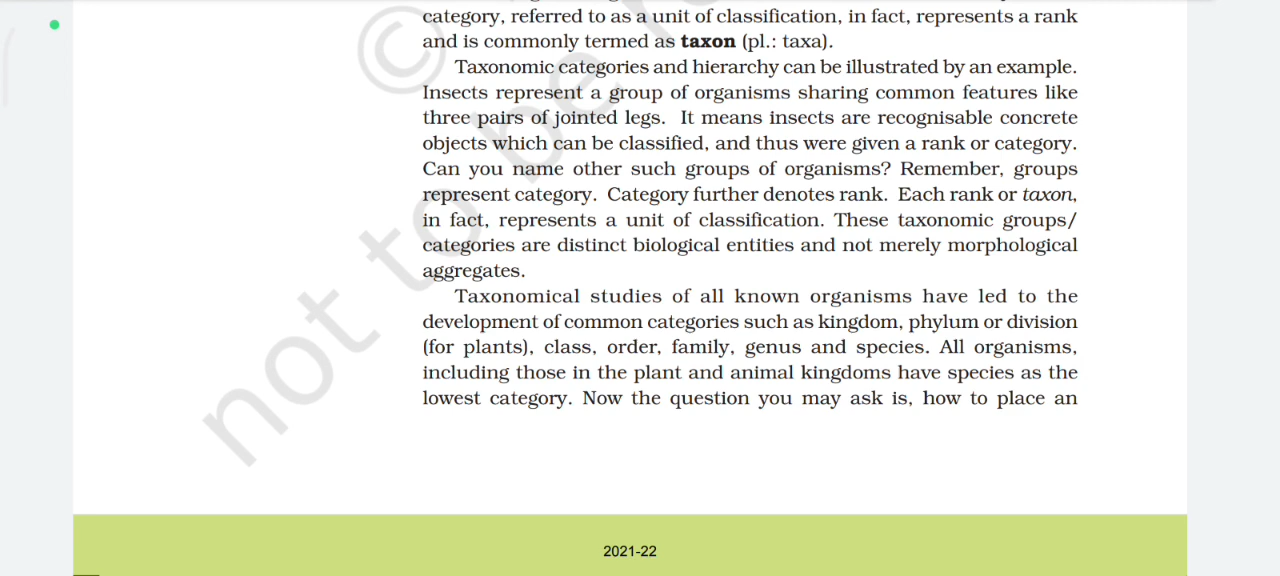 category, referred to as a unit of classification, in fact, represents a rank
and is commonly termed as taxon (pl.: taxa).
Taxonomic categories and hierarchy can be illustrated by an example.
Insects represent a group of organisms sharing common features like
three pairs of jointed legs. It means insects are recognisable concrete
objects which can be classified, and thus were given a rank or category.
Can you name other such groups of organisms? Remember, groups
represent category. Category further denotes rank. Each rank or taxon,
in fact, represents a unit of classification. These taxonomic groups/
categories are distinct biological entities and not merely morphological
aggregates.
Taxonomical studies of all known organisms have led to the
development of common categories such as kingdom, phylum or division
(for plants), class, order, family, genus and species. All organisms,
including those in the plant and animal kingdoms have species as the
lowest category. Now the question you may ask is, how to place an
© 
not to be
2021-22